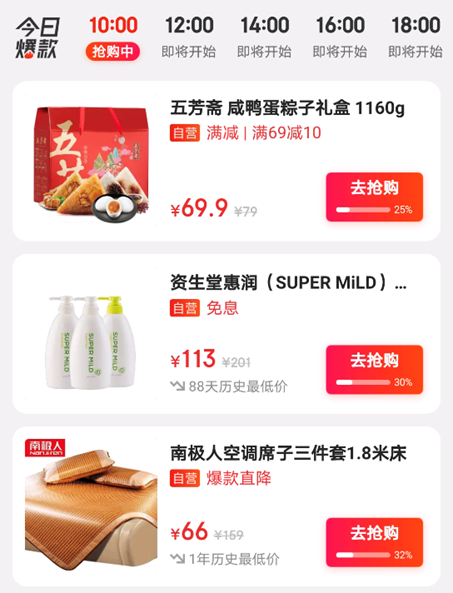 今日
爆款
10:00
抢购中
12:00
即将开始
14:00
即将开始
16:00
即将开始
18:00
即将开始
五芳斋 咸鸭蛋粽子礼盒 1160g
自营 满减 | 满69减10
¥69.9 ¥79
去抢购
25%
五芳
资生堂惠润（SUPER MiLD）...
自营 免息
¥113 ¥201
88天历史最低价
去抢购
30%
SUPER MiLD
SUPER MiLD
SUPER MiLD
南极人
NanJiren
南极人空调席子三件套1.8米床
自营 爆款直降
¥66 ¥159
1年历史最低价
去抢购
32%